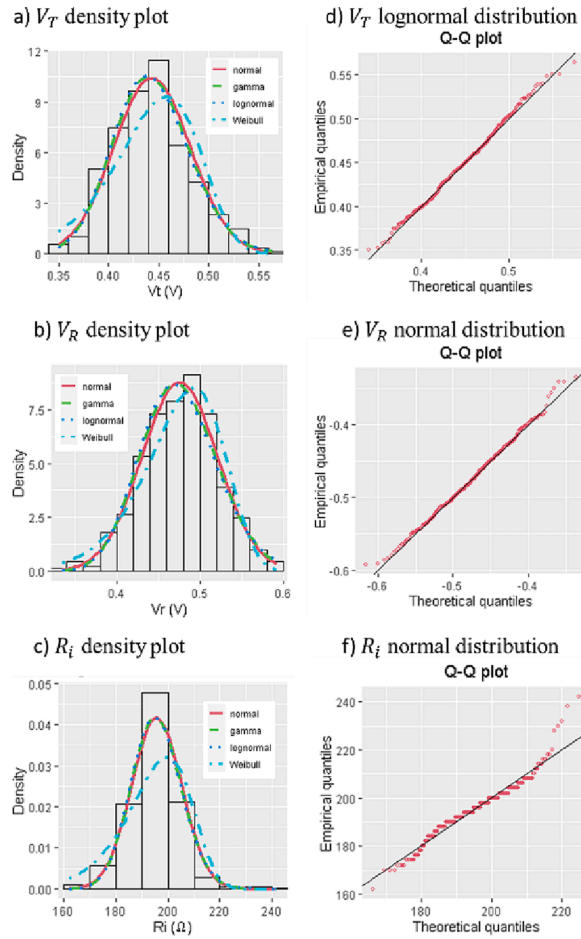 a) V_T density plot
12
9
6
3
0
Density
normal
gamma
lognormal
Weibull
0.35 0.40 0.45 0.50 0.55
Vt (V)
d) V_T lognormal distribution
Q-Q plot
0.55
0.50
0.45
0.40
0.35
Empirical quantiles
0.4 0.5
Theoretical quantiles
b) V_R density plot
7.5
5.0
2.5
0.0
Density
normal
gamma
lognormal
Weibull
0.4 0.5 0.6
Vr (V)
e) V_R normal distribution
Q-Q plot
-0.4
-0.5
-0.6
Empirical quantiles
-0.6 -0.5 -0.4
Theoretical quantiles
c) R_i density plot
0.05
0.04
0.03
0.02
0.01
0.00
Density
normal
gamma
lognormal
Weibull
160 180 200 220 240
Ri (Ω)
f) R_i normal distribution
Q-Q plot
240
220
200
180
160
Empirical quantiles
180 200 220
Theoretical quantiles